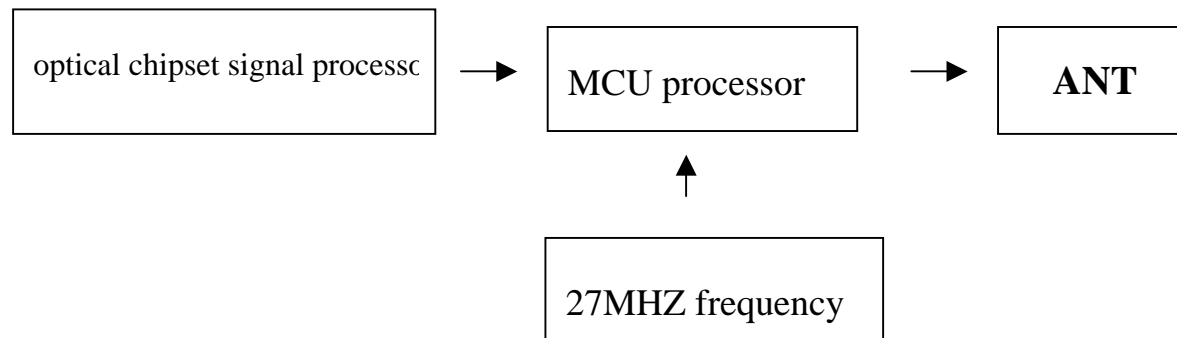 optical chipset signal processo
MCU processor
ANT
27MHZ frequency